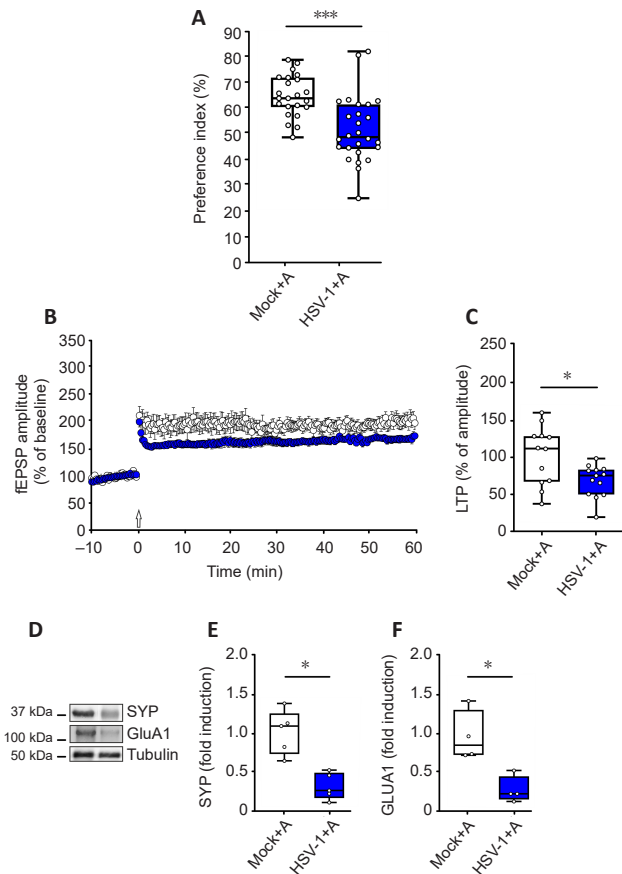 A
***
Preference index (%)
90
80
70
60
50
40
30
20
10
0
Mock+A
HSV-1+A
B
fEPSP amplitude
(% of baseline)
350
300
250
200
150
100
50
0
–10
0
10
20
30
40
50
60
Time (min)
C
*
LTP (% of amplitude)
250
200
150
100
50
0
Mock+A
HSV-1+A
D
37 kDa
SYP
100 kDa
GluA1
50 kDa
Tubulin
E
*
SYP (fold induction)
2.0
1.5
1.0
0.5
0
Mock+A
HSV-1+A
F
*
GLUA1 (fold induction)
2.0
1.5
1.0
0.5
0
Mock+A
HSV-1+A